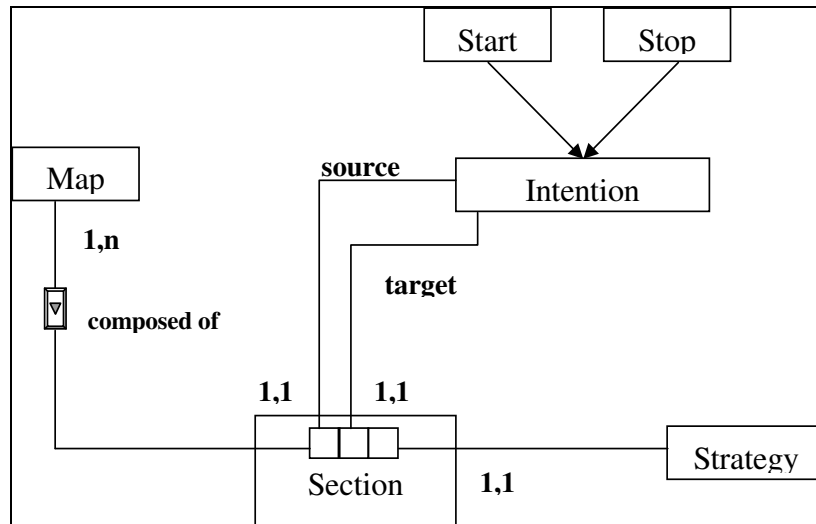 Start
Stop
source
Map
Intention
1,n
target
composed of
1,1
1,1
Section
1,1
Strategy